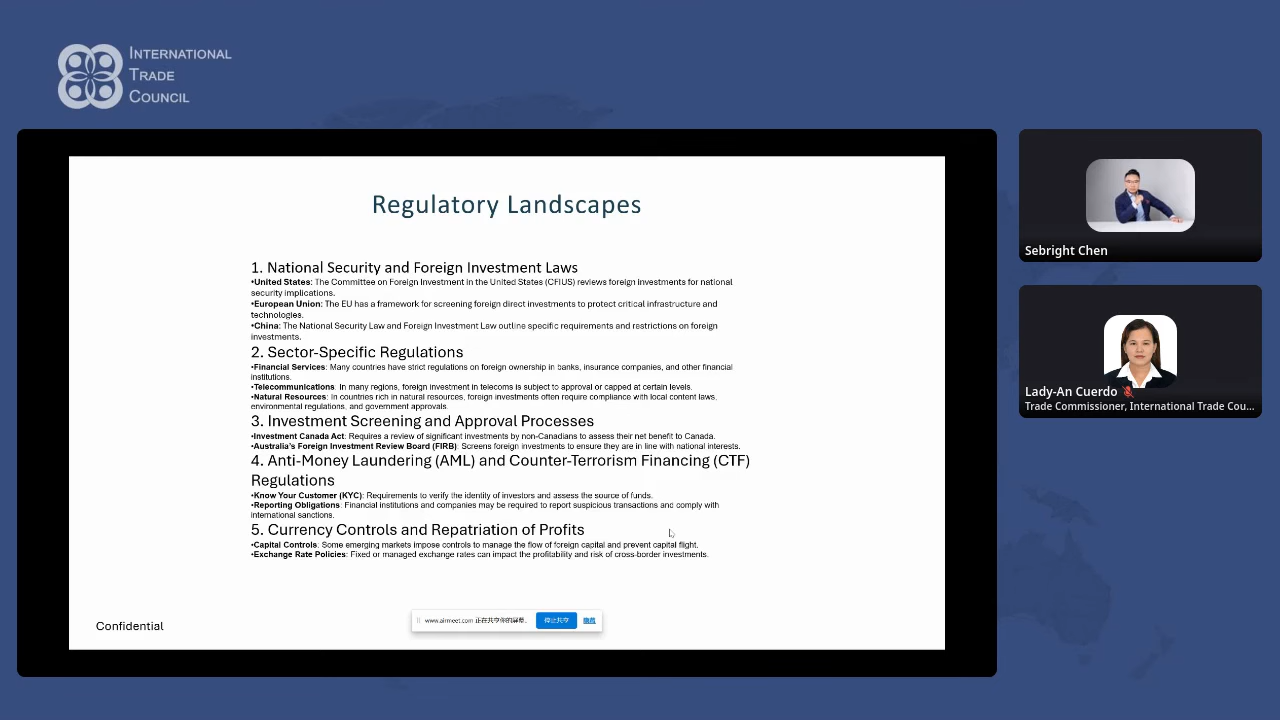 INTERNATIONAL
TRADE
COUNCIL
Regulatory Landscapes
1. National Security and Foreign Investment Laws
•United States: The Committee on Foreign Investment in the United States (CFIUS) reviews foreign investments for national
security implications.
•European Union: The EU has a framework for screening foreign direct investments to protect critical infrastructure and
technologies.
•China: The National Security Law and Foreign Investment Law outline specific requirements and restrictions on foreign
investments.
2. Sector-Specific Regulations
•Financial Services: Many countries have strict regulations on foreign ownership in banks, insurance companies, and other financial
institutions.
•Telecommunications: In many regions, foreign investment in telecoms is subject to approval or capped at certain levels.
•Natural Resources: In countries rich in natural resources, foreign investments often require compliance with local content laws,
environmental regulations, and government approvals.
3. Investment Screening and Approval Processes
•Investment Canada Act: Requires a review of significant investments by non-Canadians to assess their net benefit to Canada.
•Australia's Foreign Investment Review Board (FIRB): Screens foreign investments to ensure they are in line with national interests.
4. Anti-Money Laundering (AML) and Counter-Terrorism Financing (CTF)
Regulations
•Know Your Customer (KYC): Requirements to verify the identity of investors and assess the source of funds.
•Reporting Obligations: Financial institutions and companies may be required to report suspicious transactions and comply with
international sanctions.
5. Currency Controls and Repatriation of Profits
•Capital Controls: Some emerging markets impose controls to manage the flow of foreign capital and prevent capital flight.
•Exchange Rate Policies: Fixed or managed exchange rates can impact the profitability and risk of cross-border investments.
Confidential
www.airmeet.com 正在共享你的屏幕。 停止共享 隐藏
Sebright Chen
Lady-An Cuerdo
Trade Commissioner, International Trade Cou...